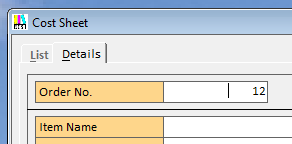 Cost Sheet
List Details
Order No. 12
Item Name